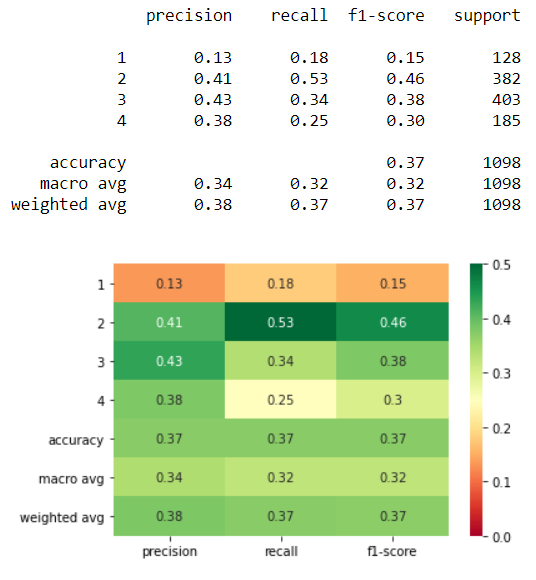 precision recall f1-score support
1 0.13 0.18 0.15 128
2 0.41 0.53 0.46 382
3 0.43 0.34 0.38 403
4 0.38 0.25 0.30 185
accuracy 0.37 1098
macro avg 0.34 0.32 0.32 1098
weighted avg 0.38 0.37 0.37 1098
1 0.13 0.18 0.15
2 0.41 0.53 0.46
3 0.43 0.34 0.38
4 0.38 0.25 0.3
accuracy 0.37 0.37 0.37
macro avg 0.34 0.32 0.32
weighted avg 0.38 0.37 0.37
precision recall f1-score
0.5
0.4
0.3
0.2
0.1
0.0